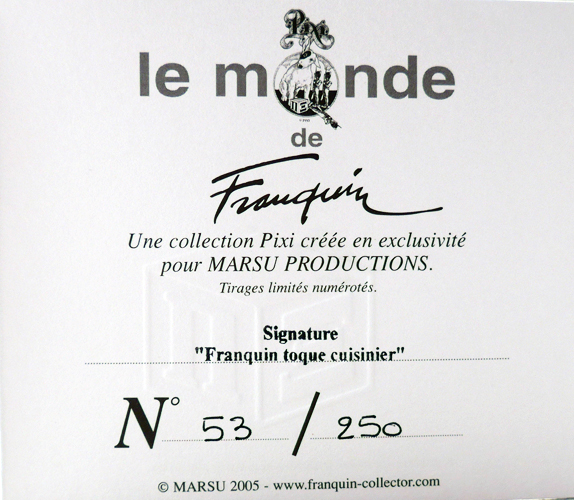 Pixi
le monde
de
Franquin
Une collection Pixi créée en exclusivité
pour MARSU PRODUCTIONS.
Tirages limités numérotés.
Signature
"Franquin toque cuisinier"
N° 53 / 250
© MARSU 2005 - www.franquin-collector.com